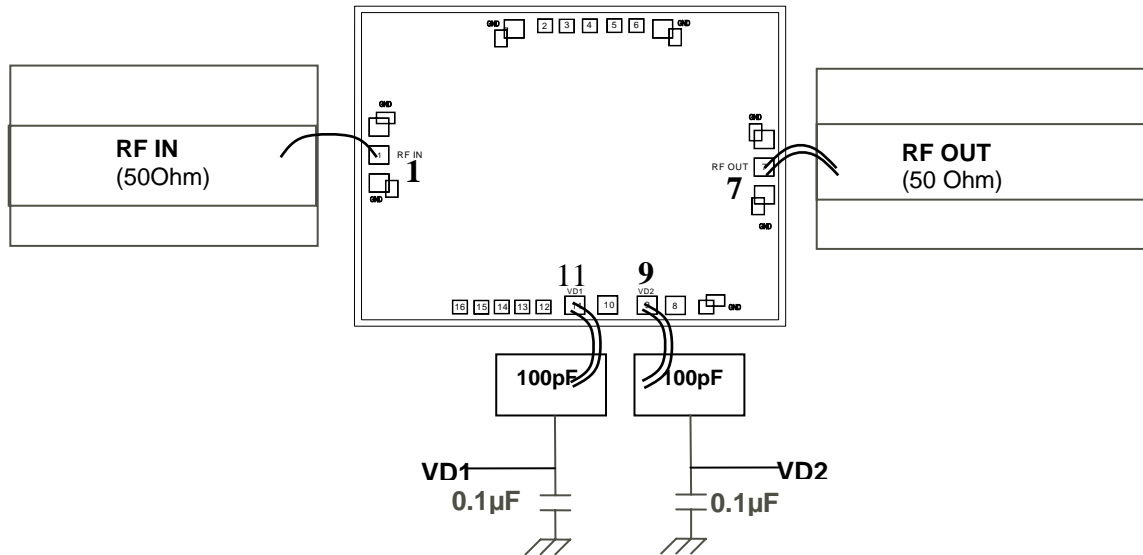 GND
2 3 4 5 6
GND
RF IN
(50Ohm)
GND
1 RF IN
1
GND
GND
RF OUT 7
7
GND
RF OUT
(50 Ohm)
11
9
VD1
VD2
16 15 14 13 12 11 10 9 8
GND
100pF
100pF
VD1
VD2
0.1µF
0.1µF